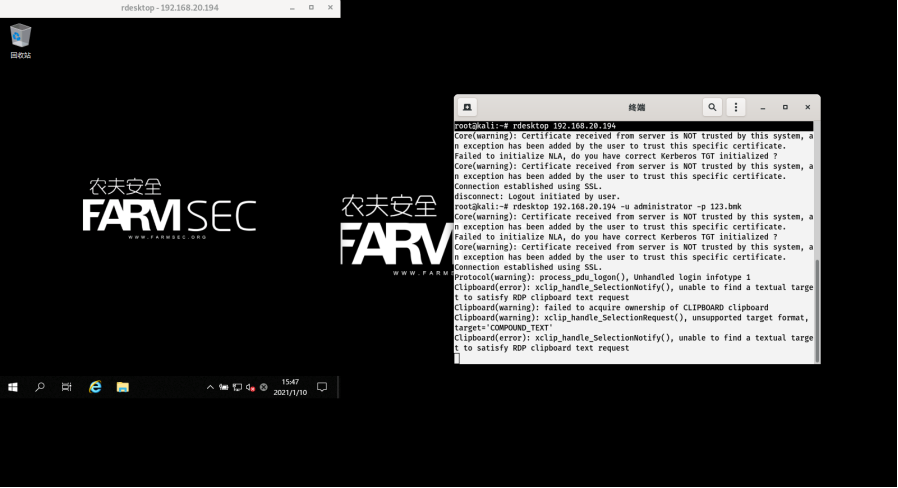 rdesktop - 192.168.20.194
回收站
农夫安全
FARMSEC
WWW.FARMSEC.ORG
15:47
2021/1/10
农夫安全
FARM
WWW.FARMS
终端
root@kali:~# rdesktop 192.168.20.194
Core(warning): Certificate received from server is NOT trusted by this system, a
n exception has been added by the user to trust this specific certificate.
Failed to initialize NLA, do you have correct Kerberos TGT initialized ?
Core(warning): Certificate received from server is NOT trusted by this system, a
n exception has been added by the user to trust this specific certificate.
Connection established using SSL.
disconnect: Logout initiated by user.
root@kali:~# rdesktop 192.168.20.194 -u administrator -p 123.bmk
Core(warning): Certificate received from server is NOT trusted by this system, a
n exception has been added by the user to trust this specific certificate.
Failed to initialize NLA, do you have correct Kerberos TGT initialized ?
Core(warning): Certificate received from server is NOT trusted by this system, a
n exception has been added by the user to trust this specific certificate.
Connection established using SSL.
Protocol(warning): process_pdu_logon(), Unhandled login infotype 1
Clipboard(error): xclip_handle_SelectionNotify(), unable to find a textual targe
t to satisfy RDP clipboard text request
Clipboard(warning): failed to acquire ownership of CLIPBOARD clipboard
Clipboard(warning): xclip_handle_SelectionRequest(), unsupported target format,
target='COMPOUND_TEXT'
Clipboard(error): xclip_handle_SelectionNotify(), unable to find a textual targe
t to satisfy RDP clipboard text request